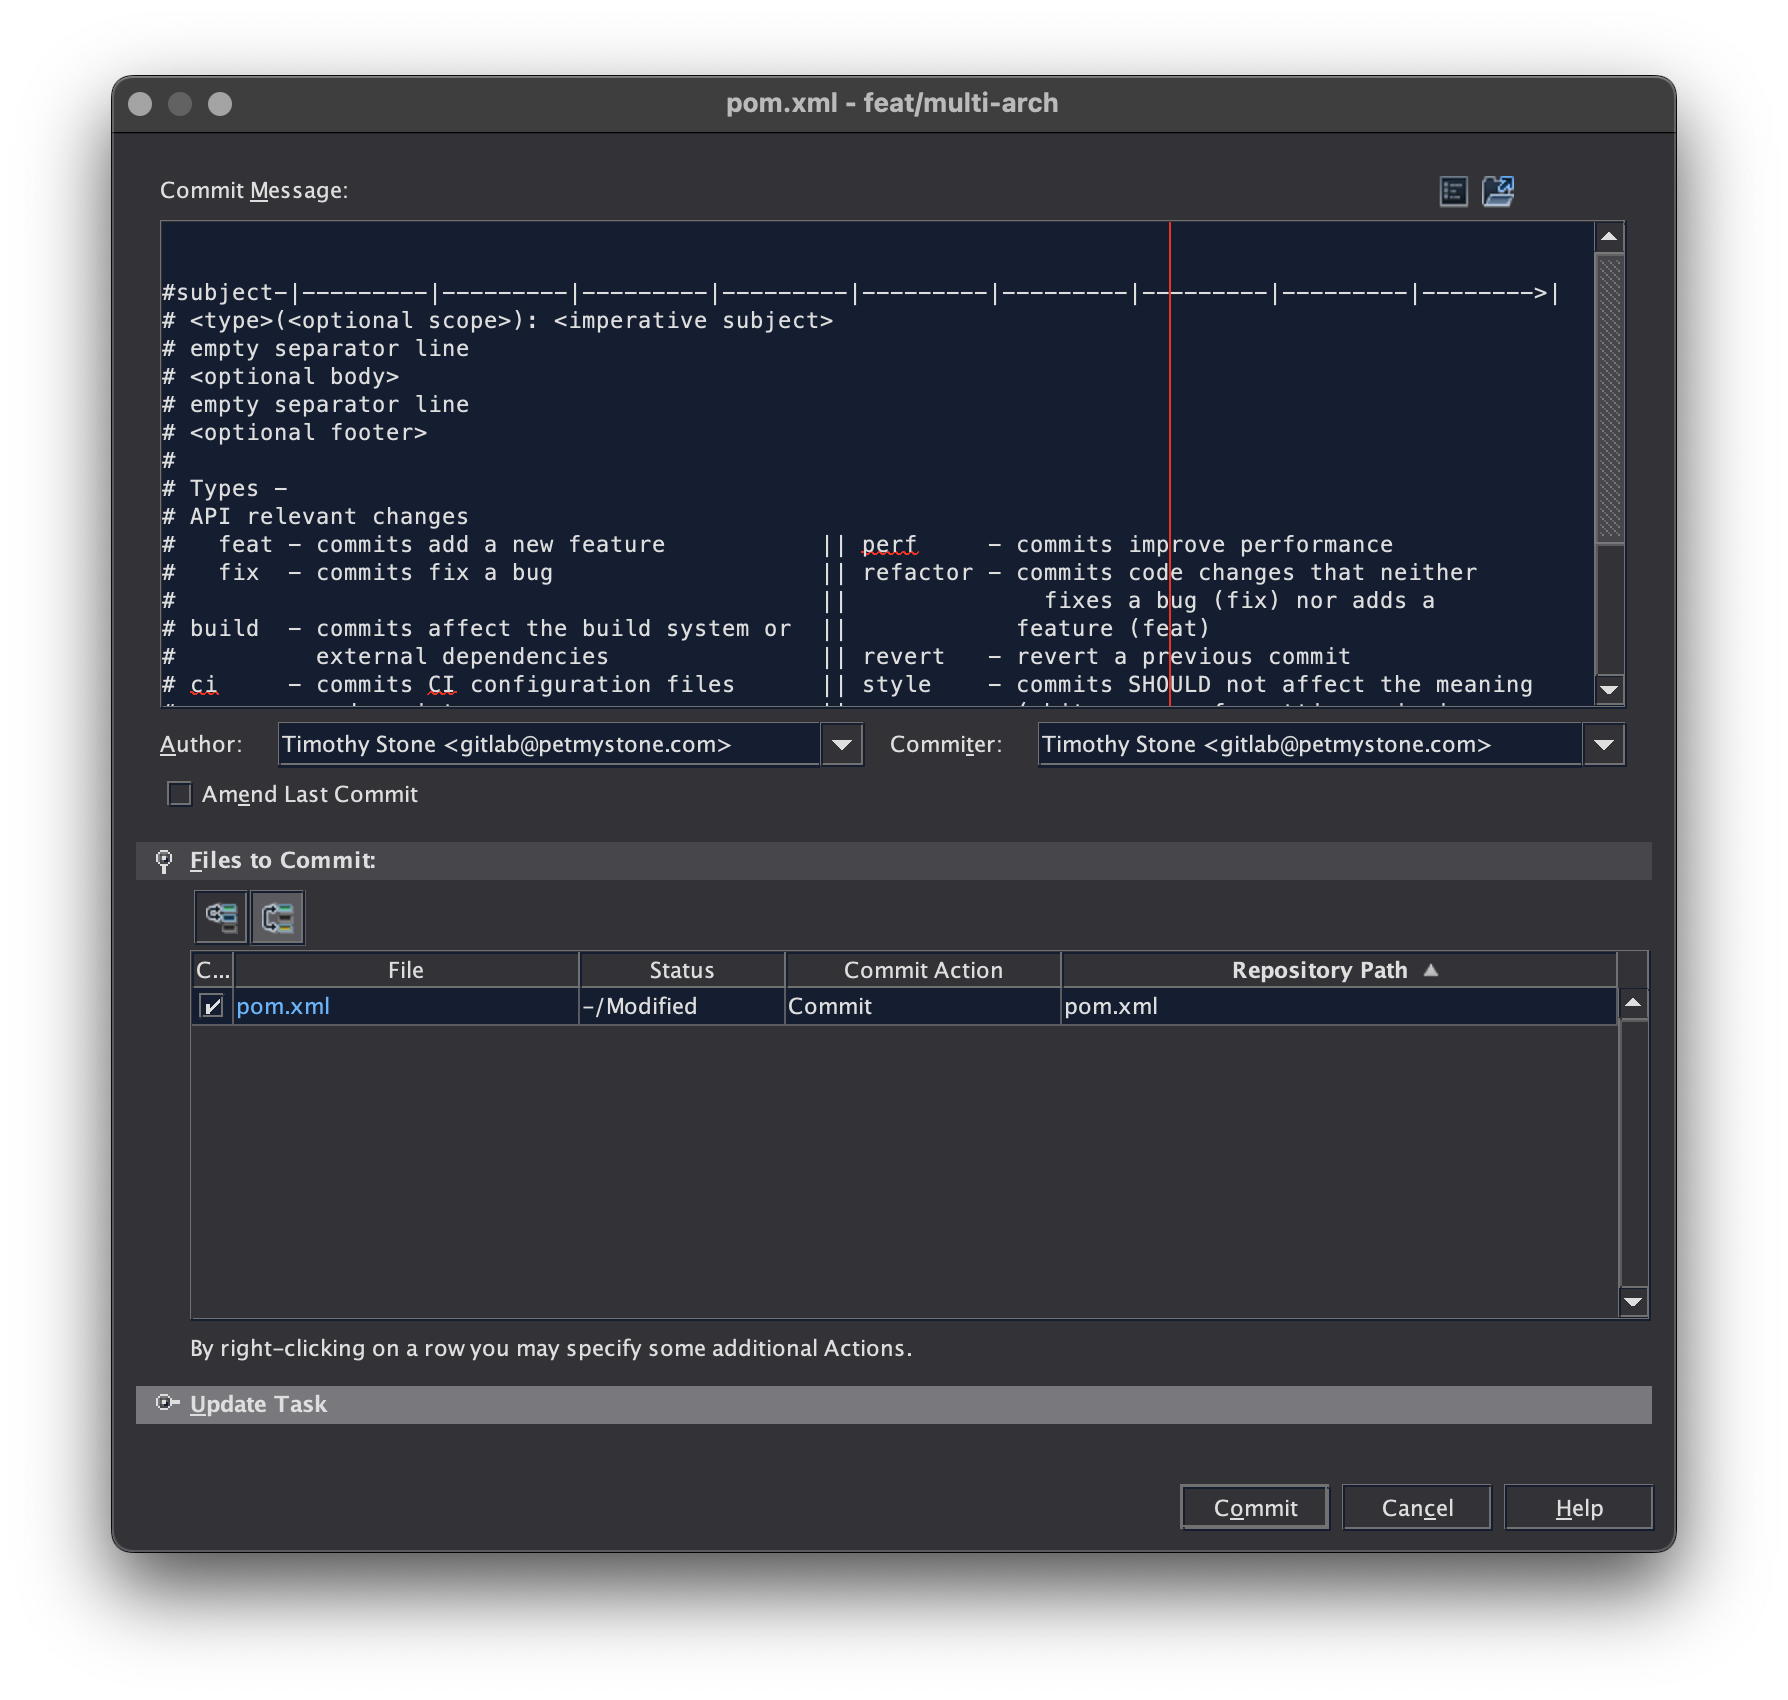 pom.xml - feat/multi-arch
Commit Message:
#subject-|---------|---------|---------|---------|---------|---------|---------|---------|-------->|
# <type>(<optional scope>): <imperative subject>
# empty separator line
# <optional body>
# empty separator line
# <optional footer>
#
# Types -
# API relevant changes
#   feat - commits add a new feature           || perf     - commits improve performance
#   fix  - commits fix a bug                   || refactor - commits code changes that neither
#                                              ||              fixes a bug (fix) nor adds a
# build  - commits affect the build system or  ||            feature (feat)
#          external dependencies               || revert   - revert a previous commit
# ci     - commits CI configuration files      || style    - commits SHOULD not affect the meaning
Author: Timothy Stone <gitlab@petmystone.com> Commiter: Timothy Stone <gitlab@petmystone.com>
Amend Last Commit
Files to Commit:
C... File Status Commit Action Repository Path
pom.xml -/Modified Commit pom.xml
By right-clicking on a row you may specify some additional Actions.
Update Task
Commit Cancel Help